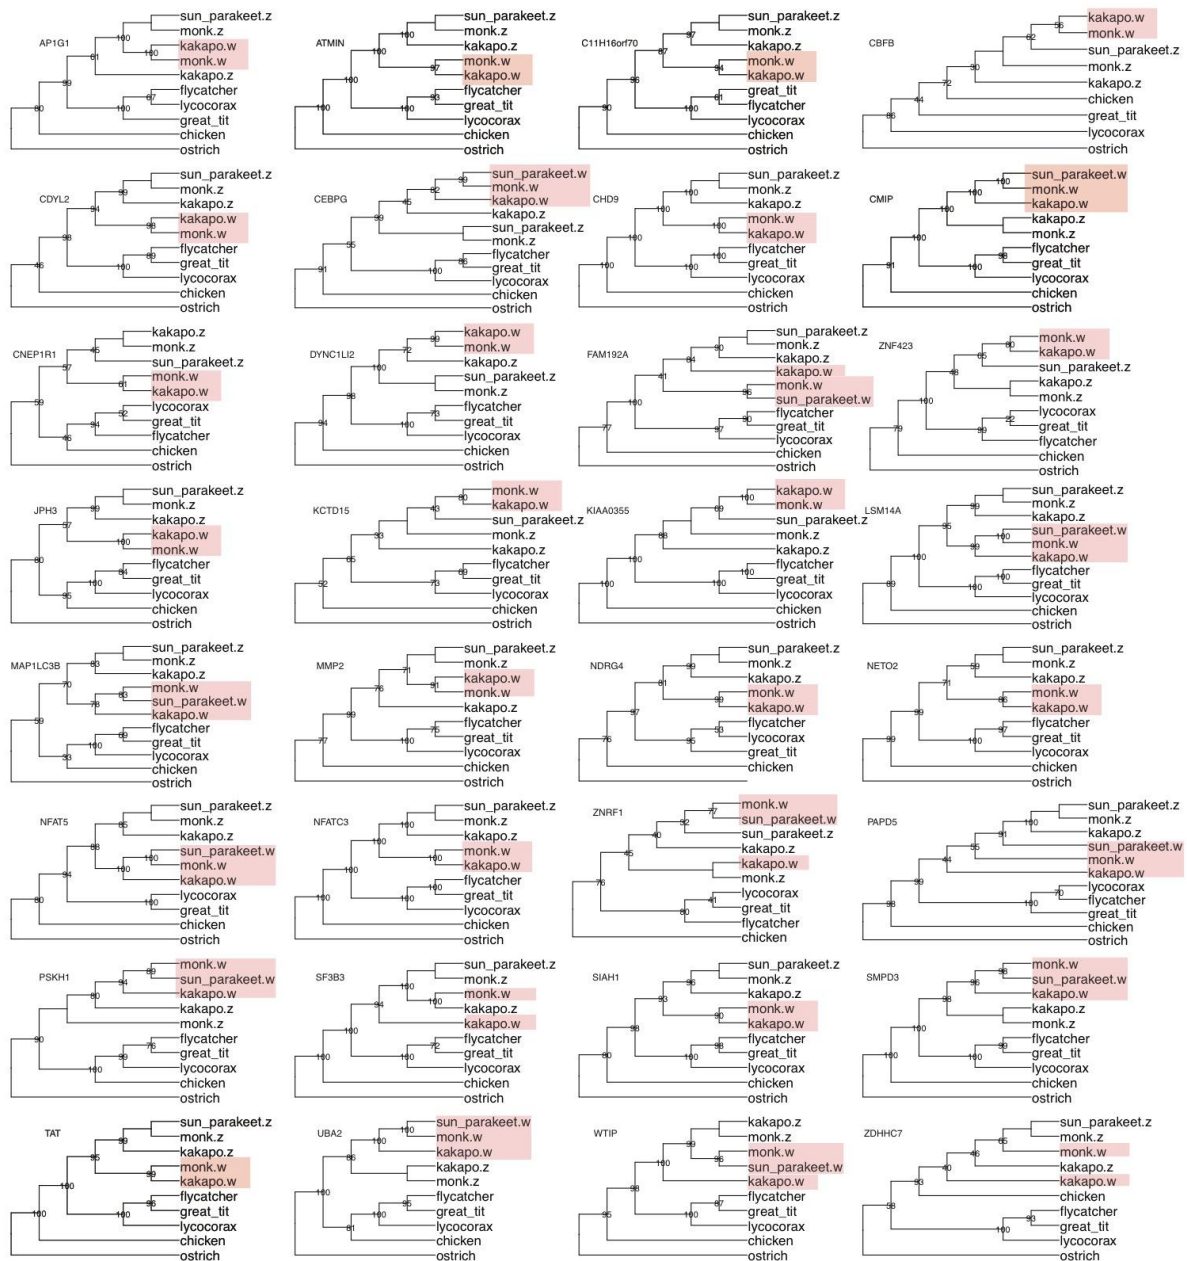 AP1G1
sun_parakeet.z
monk.z
kakapo.w
monk.w
kakapo.z
flycatcher
lycocorax
great_tit
chicken
ostrich
100
100
61
99
67
100
80
ATMIN
sun_parakeet.z
monk.z
kakapo.z
monk.w
kakapo.w
flycatcher
great_tit
lycocorax
chicken
ostrich
100
100
97
100
93
100
100
C11H16orf70
sun_parakeet.z
monk.z
kakapo.z
monk.w
kakapo.w
great_tit
flycatcher
lycocorax
chicken
ostrich
97
87
94
96
61
100
90
CBFB
kakapo.w
monk.w
sun_parakeet.z
monk.z
kakapo.z
chicken
great_tit
lycocorax
ostrich
56
62
30
72
44
86
CDYL2
sun_parakeet.z
monk.z
kakapo.z
kakapo.w
monk.w
flycatcher
great_tit
lycocorax
chicken
ostrich
99
94
98
98
89
100
46
CEBPG
sun_parakeet.w
monk.w
kakapo.w
kakapo.z
sun_parakeet.z
monk.z
flycatcher
great_tit
lycocorax
chicken
ostrich
99
82
45
99
55
86
100
91
CHD9
sun_parakeet.z
monk.z
kakapo.z
monk.w
kakapo.w
flycatcher
great_tit
lycocorax
chicken
ostrich
100
100
100
100
100
100
100
CMIP
sun_parakeet.w
monk.w
kakapo.w
kakapo.z
monk.z
flycatcher
great_tit
lycocorax
chicken
ostrich
100
100
100
100
98
100
91
CNEP1R1
kakapo.z
monk.z
sun_parakeet.z
monk.w
kakapo.w
lycocorax
great_tit
flycatcher
chicken
ostrich
45
57
61
59
52
94
46
DYNC1LI2
kakapo.w
monk.w
kakapo.z
sun_parakeet.z
monk.z
flycatcher
great_tit
lycocorax
chicken
ostrich
99
72
100
98
73
100
94
FAM192A
sun_parakeet.z
monk.z
kakapo.z
kakapo.w
monk.w
sun_parakeet.w
flycatcher
great_tit
lycocorax
chicken
ostrich
90
84
41
96
100
90
97
77
ZNF423
monk.w
kakapo.w
sun_parakeet.z
kakapo.z
monk.z
lycocorax
great_tit
flycatcher
chicken
ostrich
80
65
48
100
22
99
79
JPH3
sun_parakeet.z
monk.z
kakapo.z
kakapo.w
monk.w
flycatcher
great_tit
lycocorax
chicken
ostrich
99
57
100
80
84
100
95
KCTD15
monk.w
kakapo.w
sun_parakeet.z
monk.z
kakapo.z
flycatcher
great_tit
lycocorax
chicken
ostrich
80
43
33
65
69
73
52
KIAA0355
kakapo.w
monk.w
sun_parakeet.z
monk.z
kakapo.z
flycatcher
great_tit
lycocorax
chicken
ostrich
100
69
88
100
100
100
100
LSM14A
sun_parakeet.z
monk.z
kakapo.z
sun_parakeet.w
monk.w
kakapo.w
flycatcher
great_tit
lycocorax
chicken
ostrich
99
95
100
99
100
100
100
89
MAP1LC3B
sun_parakeet.z
monk.z
kakapo.z
monk.w
sun_parakeet.w
kakapo.w
flycatcher
great_tit
lycocorax
chicken
ostrich
83
70
83
78
59
69
100
33
MMP2
sun_parakeet.z
monk.z
kakapo.w
monk.w
kakapo.z
flycatcher
great_tit
lycocorax
chicken
ostrich
71
91
76
99
75
100
77
NDRG4
sun_parakeet.z
monk.z
kakapo.z
monk.w
kakapo.w
flycatcher
lycocorax
great_tit
chicken
99
81
99
97
53
95
76
NETO2
sun_parakeet.z
monk.z
kakapo.z
monk.w
kakapo.w
flycatcher
great_tit
lycocorax
chicken
ostrich
59
71
86
99
97
100
99
NFAT5
sun_parakeet.z
monk.z
kakapo.z
sun_parakeet.w
monk.w
kakapo.w
lycocorax
great_tit
chicken
ostrich
85
88
100
100
94
100
80
NFATC3
sun_parakeet.z
monk.z
kakapo.z
monk.w
kakapo.w
flycatcher
great_tit
lycocorax
chicken
ostrich
100
100
100
100
100
100
100
ZNRF1
monk.w
sun_parakeet.w
sun_parakeet.z
kakapo.z
kakapo.w
monk.z
lycocorax
great_tit
flycatcher
chicken
77
32
40
45
76
41
80
PAPD5
sun_parakeet.z
monk.z
kakapo.z
sun_parakeet.w
monk.w
kakapo.w
lycocorax
flycatcher
great_tit
chicken
ostrich
100
91
55
44
99
70
100
98
PSKH1
monk.w
sun_parakeet.w
kakapo.w
kakapo.z
monk.z
flycatcher
great_tit
lycocorax
chicken
ostrich
89
94
80
90
76
99
100
SF3B3
sun_parakeet.z
monk.z
monk.w
kakapo.z
kakapo.w
flycatcher
great_tit
lycocorax
chicken
ostrich
100
100
94
100
72
100
100
SIAH1
sun_parakeet.z
monk.z
kakapo.z
monk.w
kakapo.w
flycatcher
great_tit
lycocorax
chicken
ostrich
96
93
90
98
98
100
80
SMPD3
monk.w
sun_parakeet.w
kakapo.w
kakapo.z
monk.z
flycatcher
great_tit
lycocorax
chicken
ostrich
98
96
98
100
99
100
100
TAT
sun_parakeet.z
monk.z
kakapo.z
monk.w
kakapo.w
flycatcher
great_tit
lycocorax
chicken
ostrich
99
95
99
100
96
100
100
UBA2
sun_parakeet.w
monk.w
kakapo.w
kakapo.z
monk.z
flycatcher
great_tit
lycocorax
chicken
ostrich
100
100
86
100
95
100
81
WTIP
kakapo.z
monk.z
monk.w
sun_parakeet.w
kakapo.w
flycatcher
great_tit
lycocorax
chicken
ostrich
99
96
100
98
87
100
95
ZDHHC7
sun_parakeet.z
monk.z
monk.w
kakapo.z
kakapo.w
chicken
flycatcher
great_tit
lycocorax
ostrich
65
46
40
93
58
93
100